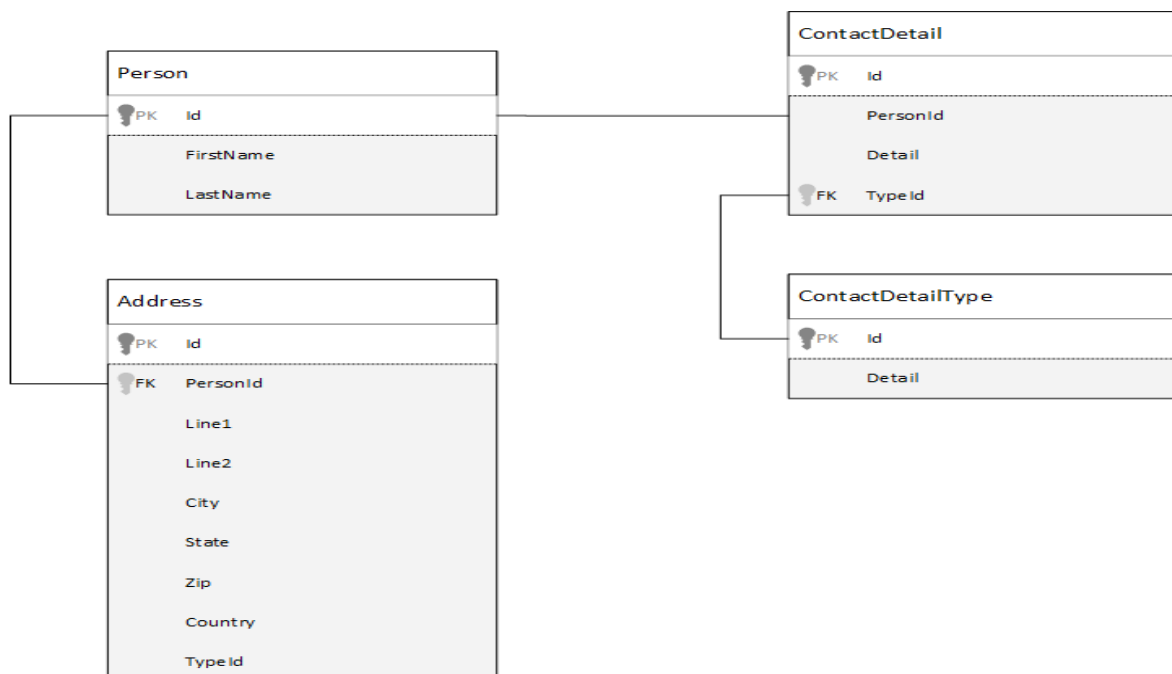 Person
PK Id
FirstName
LastName
Address
PK Id
FK PersonId
Line1
Line2
City
State
Zip
Country
TypeId
ContactDetail
PK Id
PersonId
Detail
FK TypeId
ContactDetailType
PK Id
Detail